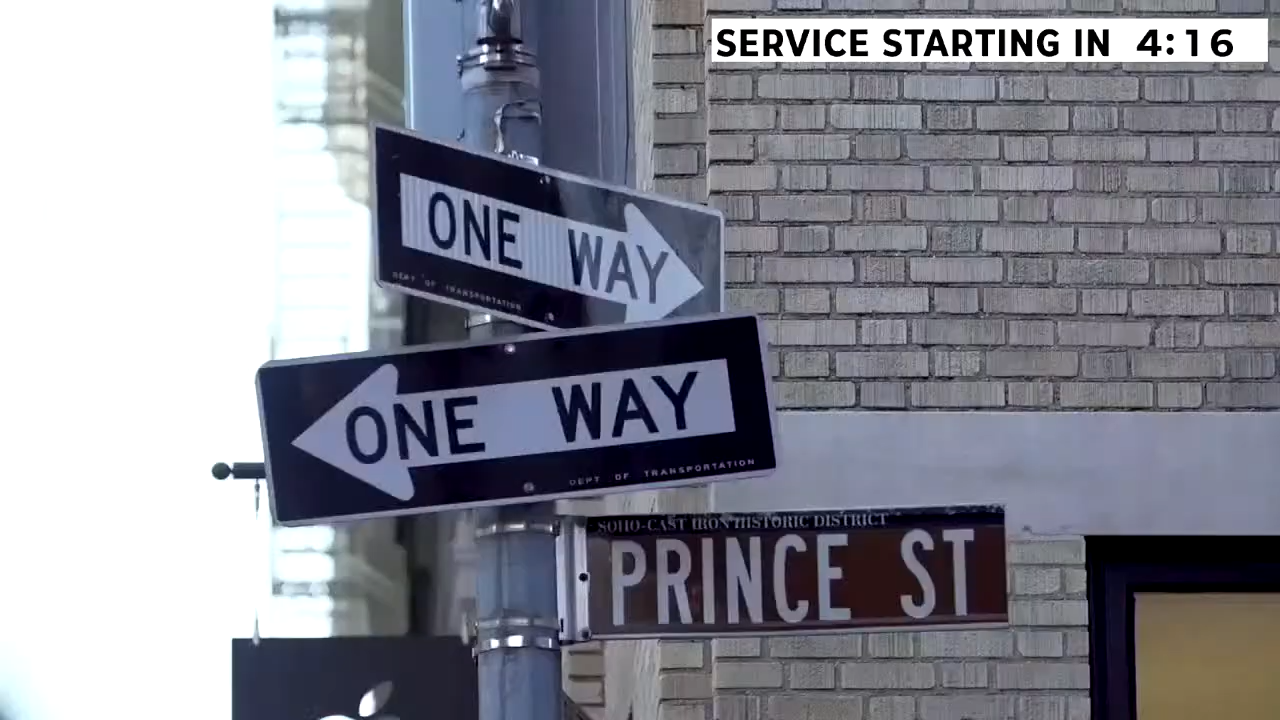 SERVICE STARTING IN 4:16
ONE WAY
DEPT OF TRANSPORTATION
ONE WAY
DEPT OF TRANSPORTATION
SOHO-CAST IRON HISTORIC DISTRICT
PRINCE ST